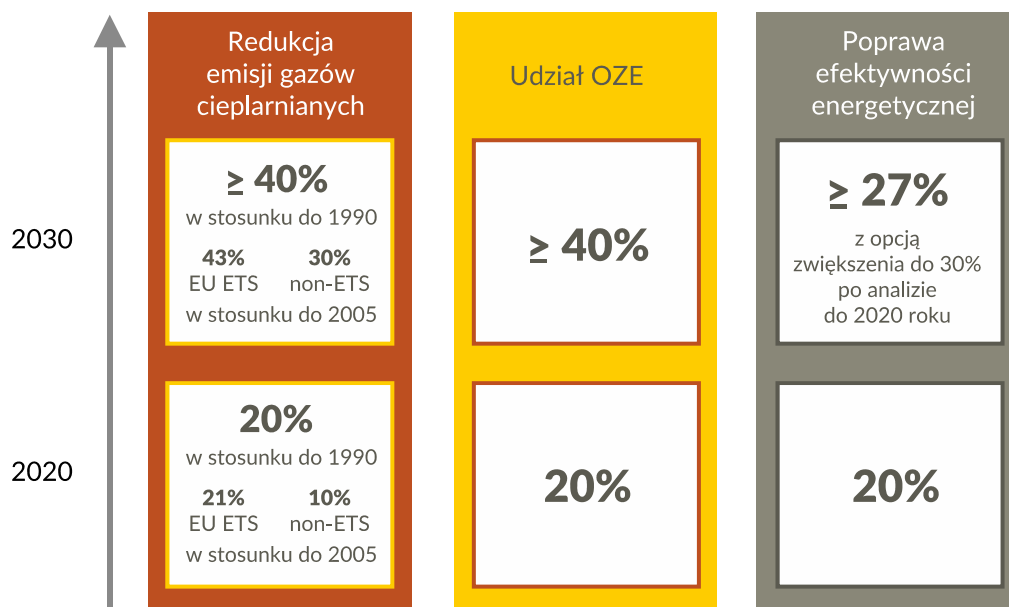 Redukcja
emisji gazów
cieplarnianych
Udział OZE
Poprawa
efektywności
energetycznej
2030
≥ 40%
w stosunku do 1990
43% 30%
EU ETS non-ETS
w stosunku do 2005
≥ 40%
≥ 27%
z opcją
zwiększenia do 30%
po analizie
do 2020 roku
2020
20%
w stosunku do 1990
21% 10%
EU ETS non-ETS
w stosunku do 2005
20%
20%